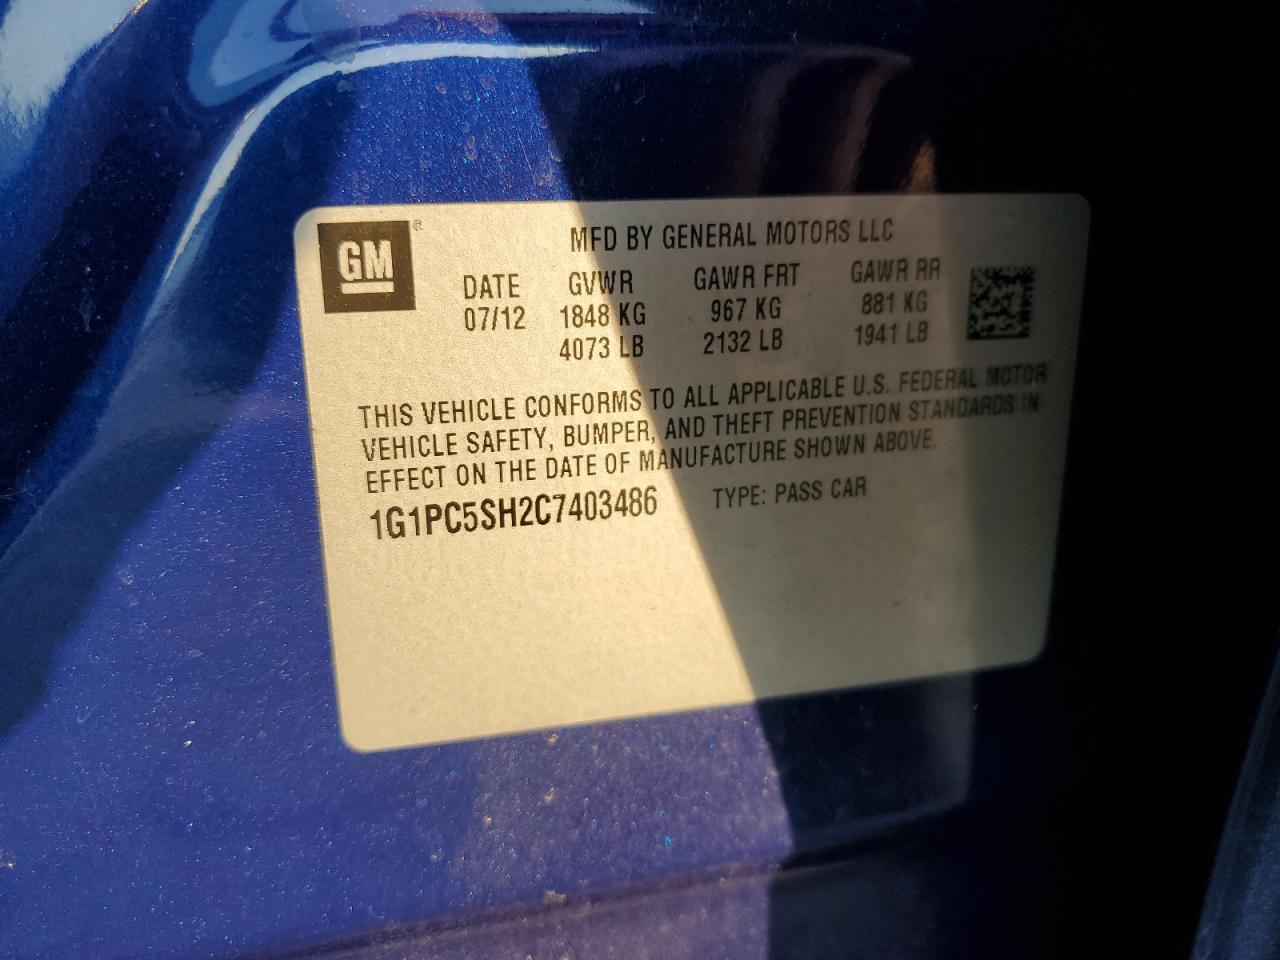 GM®
MFD BY GENERAL MOTORS LLC
DATE GVWR GAWR FRT GAWR RR
07/12 1848 KG 967 KG 881 KG
4073 LB 2132 LB 1941 LB
THIS VEHICLE CONFORMS TO ALL APPLICABLE U.S. FEDERAL MOTOR
VEHICLE SAFETY, BUMPER, AND THEFT PREVENTION STANDARDS IN
EFFECT ON THE DATE OF MANUFACTURE SHOWN ABOVE.
1G1PC5SH2C7403486 TYPE: PASS CAR